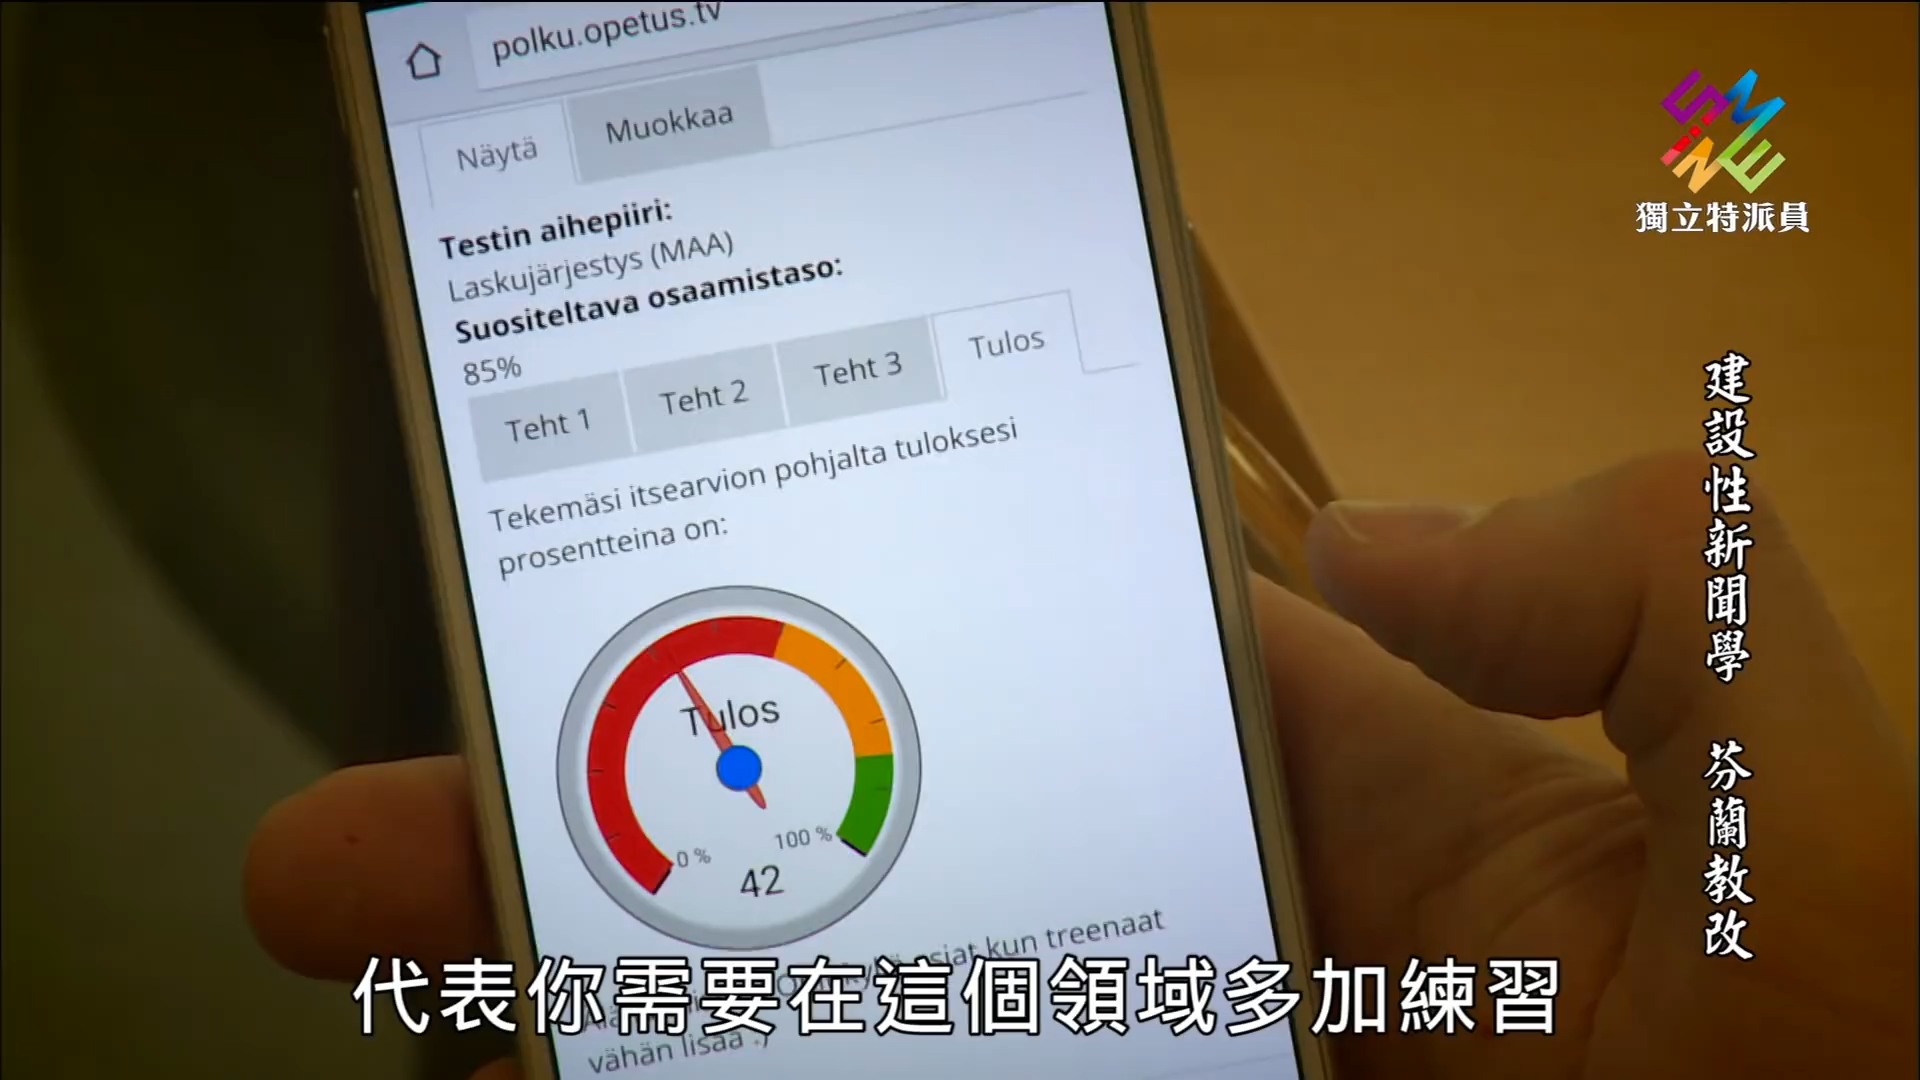 polku.opetus.tv
Näytä
Muokkaa
Testin aihepiiri:
Laskujärjestys (MAA)
Suositeltava osaamistaso:
85%
Teht 1
Teht 2
Teht 3
Tulos
Tekemäsi itsearvion pohjalta tuloksesi
prosentteina on:
Tulos
0 %
100 %
42
kun treenaat
vähän lisää :)
代表你需要在這個領域多加練習
獨立特派員
建設性新聞學 芬蘭教改